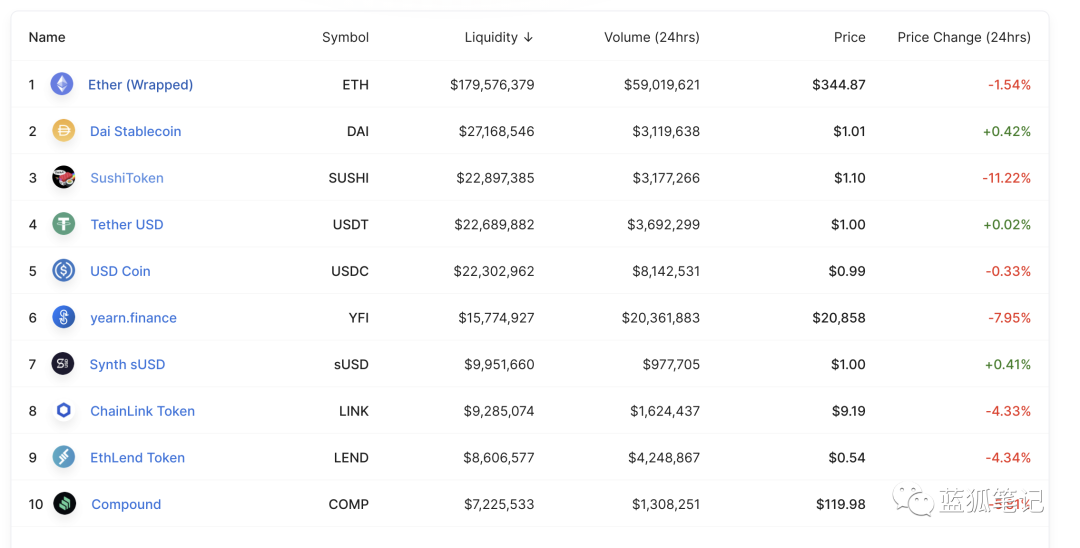 Name Symbol Liquidity ↓ Volume (24hrs) Price Price Change (24hrs)
1 Ether (Wrapped) ETH $179,576,379 $59,019,621 $344.87 -1.54%
2 Dai Stablecoin DAI $27,168,546 $3,119,638 $1.01 +0.42%
3 SushiToken SUSHI $22,897,385 $3,177,266 $1.10 -11.22%
4 Tether USD USDT $22,689,882 $3,692,299 $1.00 +0.02%
5 USD Coin USDC $22,302,962 $8,142,531 $0.99 -0.33%
6 yearn.finance YFI $15,774,927 $20,361,883 $20,858 -7.95%
7 Synth sUSD sUSD $9,951,660 $977,705 $1.00 +0.41%
8 ChainLink Token LINK $9,285,074 $1,624,437 $9.19 -4.33%
9 EthLend Token LEND $8,606,577 $4,248,867 $0.54 -4.34%
10 Compound COMP $7,225,533 $1,308,251 $119.98
蓝狐笔记